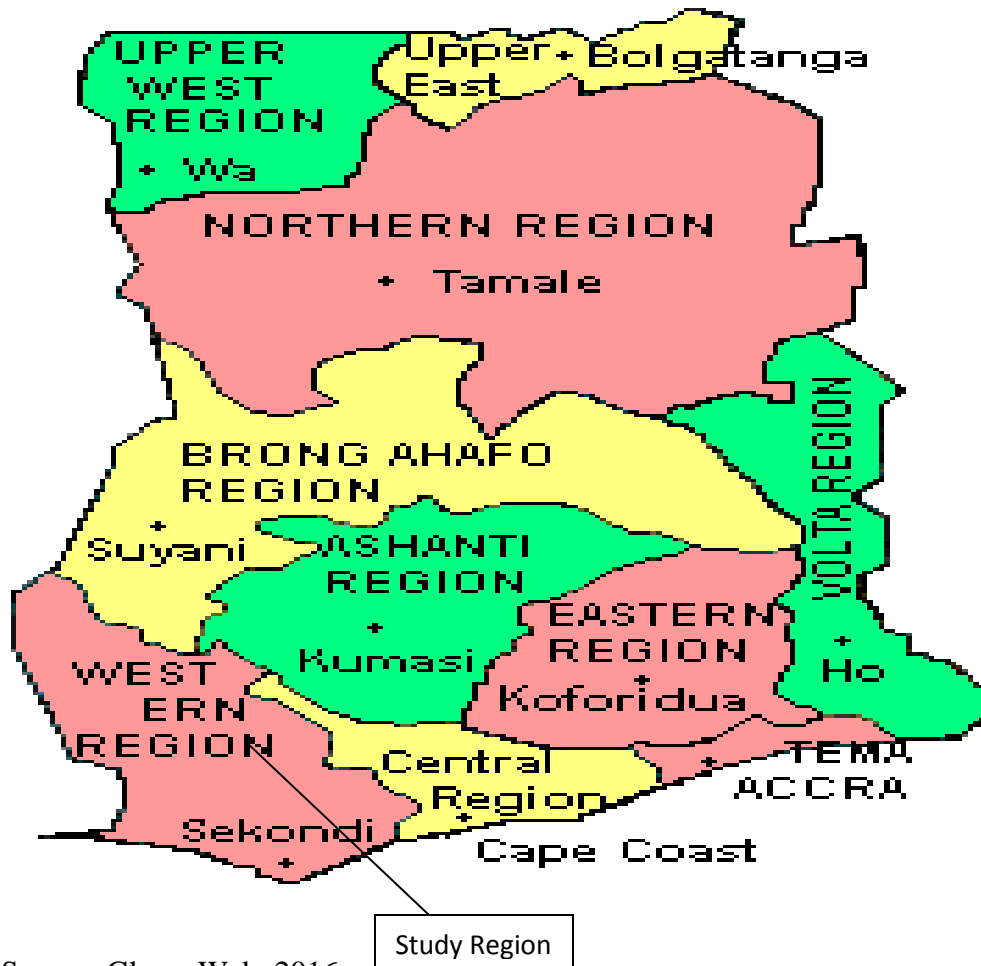 UPPER
WEST
REGION
Wa
Upper
East
Bolgatanga
NORTHERN REGION
Tamale
BRONG AHAFO
REGION
Suyani
ASHANTI
REGION
Kumasi
VOLTA REGION
Ho
EASTERN
REGION
Koforidua
WEST
ERN
REGION
Sekondi
Central
Region
Cape Coast
TEMA
ACCRA
Study Region
2016